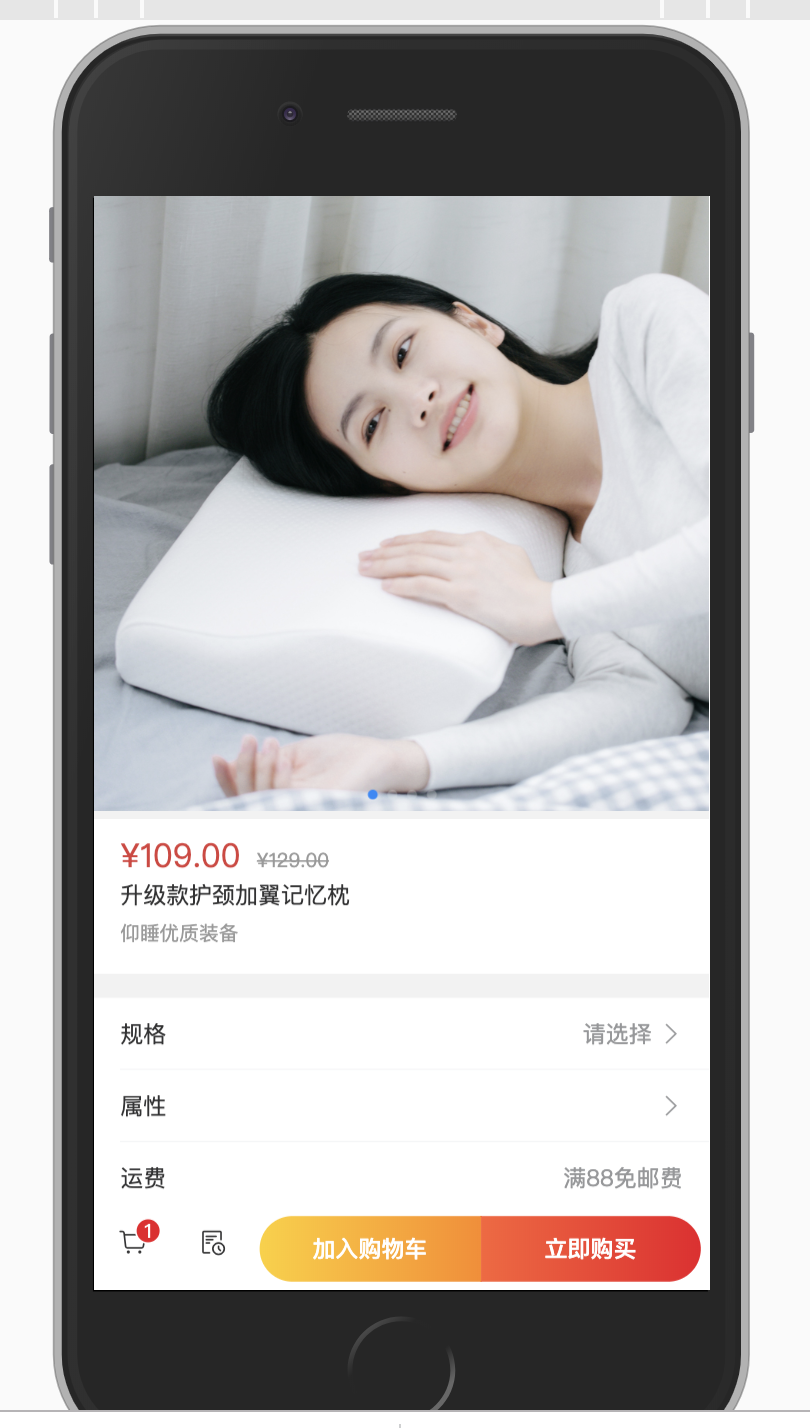 ¥109.00 ¥129.00
升级款护颈加翼记忆枕
仰睡优质装备
规格 请选择
属性
运费 满88免邮费
1
加入购物车 立即购买